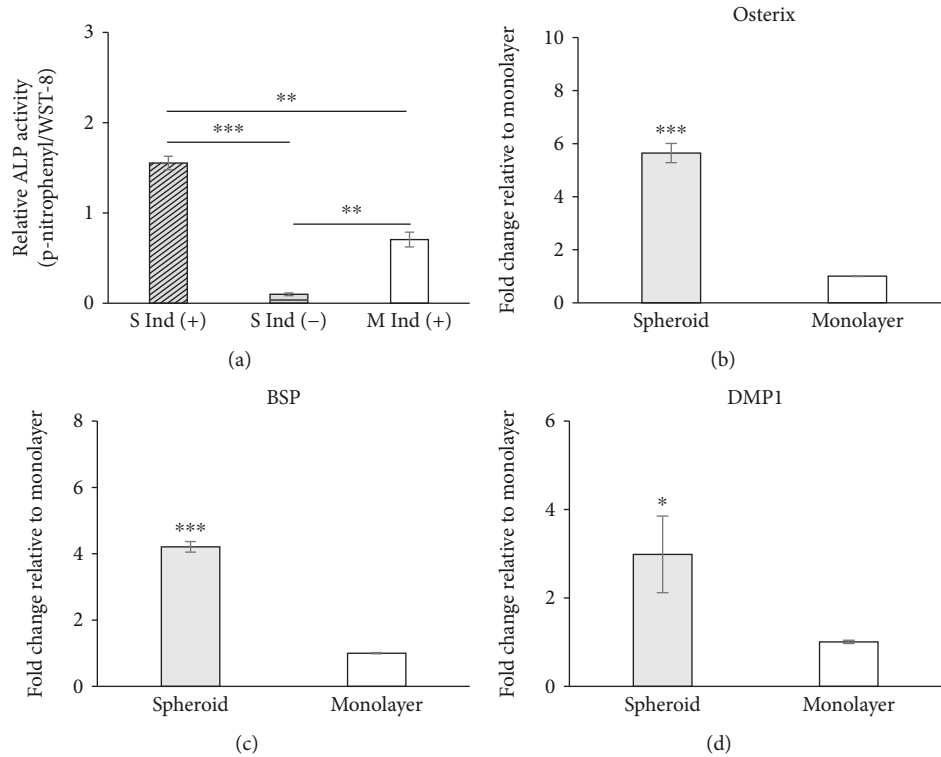 Relative ALP activity
(p-nitrophenyl/WST-8)
3
2
1
0
**
***
**
S Ind (+) S Ind (−) M Ind (+)
(a)
Osterix
Fold change relative to monolayer
10
8
6
4
2
0
***
Spheroid Monolayer
(b)
BSP
Fold change relative to monolayer
8
6
4
2
0
***
Spheroid Monolayer
(c)
DMP1
Fold change relative to monolayer
6
4
2
0
*
Spheroid Monolayer
(d)